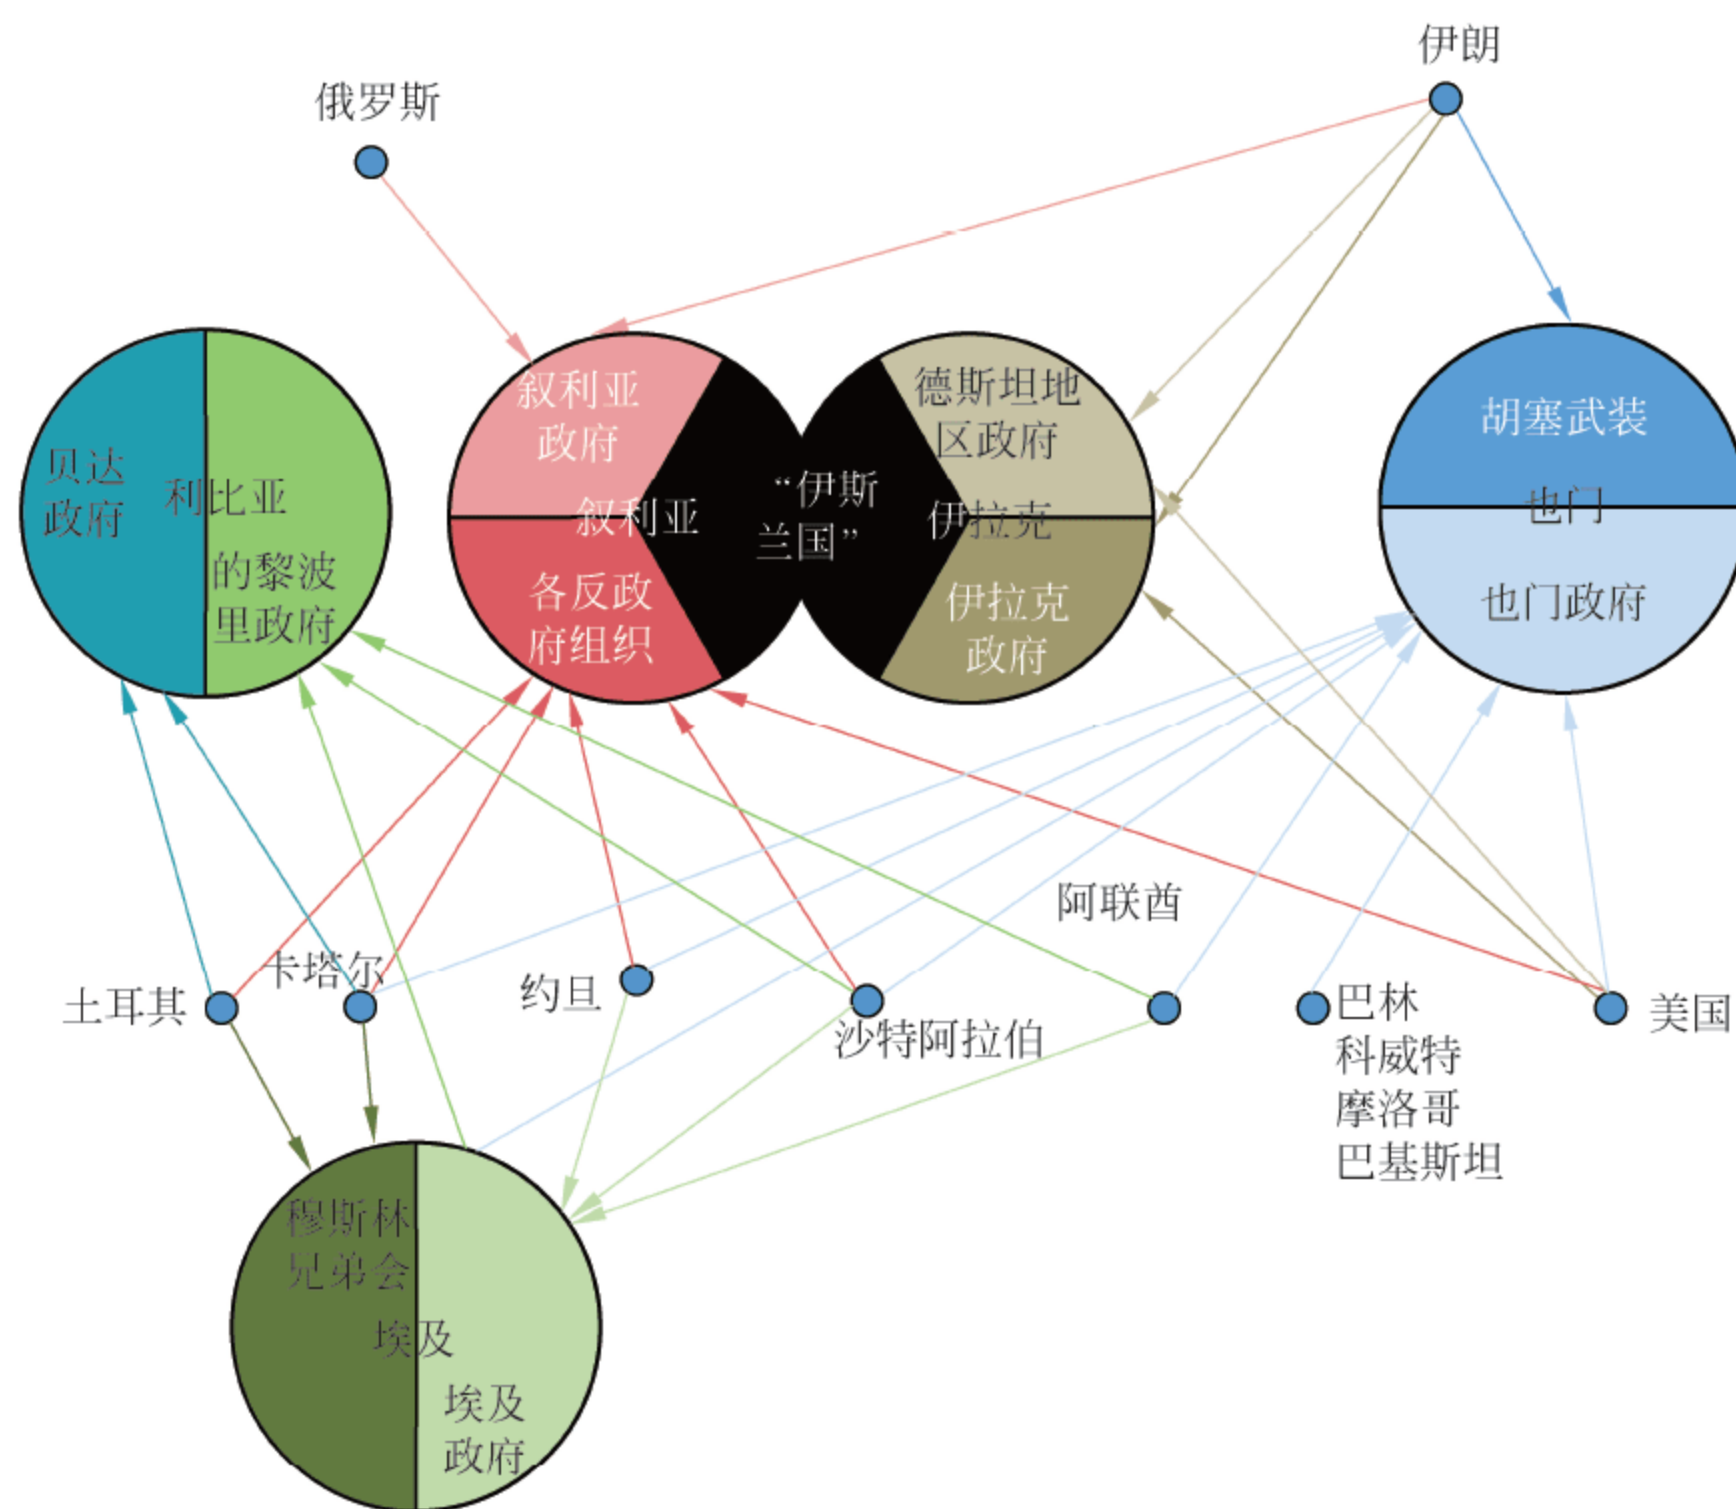 伊朗
俄罗斯
叙利亚
政府
德斯坦地
区政府
胡塞武装
贝达
政府
利比亚
“伊斯
兰国”
叙利亚
伊拉克
也门
的黎波
里政府
各反政
府组织
伊拉克
政府
也门政府
阿联酋
卡塔尔
土耳其
约旦
沙特阿拉伯
巴林
科威特
摩洛哥
巴基斯坦
美国
穆斯林
兄弟会
埃及
埃及
政府